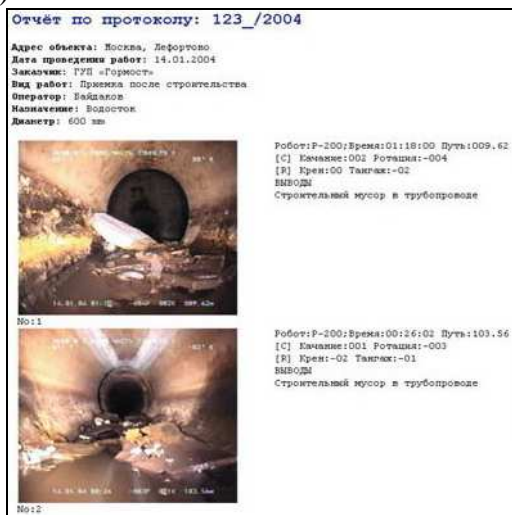 Отчёт по протоколу: 123_/2004
Адрес объекта: Москва, Лефортово
Дата проведения работ: 14.01.2004
Заказчик: ГУП «Гормост»
Вид работ: Приемка после строительства
Оператор: Байдаков
Назначение: Водосток
Диаметр: 600 мм
Робот:Р-200;Время:01:18:00 Путь:009.62
[C] Качание:002 Ротация:-004
[R] Крен:00 Тангаж:-02
ВЫВОДЫ
Строительный мусор в трубопроводе
No:1
Робот:Р-200;Время:00:26:02 Путь:103.56
[C] Качание:001 Ротация:-003
[R] Крен:-02 Тангаж:-01
ВЫВОДЫ
Строительный мусор в трубопроводе
No:2